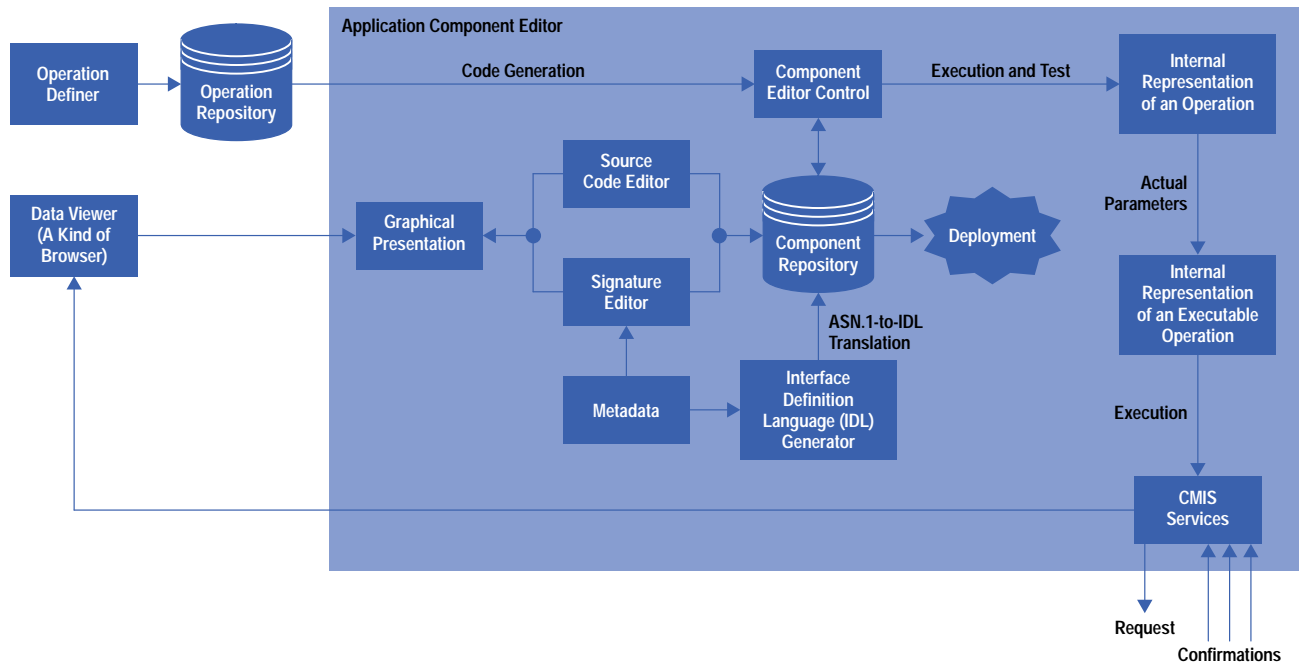 Application Component Editor
Operation
Definer
Operation
Repository
Code Generation
Component
Editor Control
Execution and Test
Internal
Representation
of an Operation
Source
Code Editor
Actual
Parameters
Data Viewer
(A Kind of
Browser)
Graphical
Presentation
Component
Repository
Deployment
Signature
Editor
Internal
Representation
of an Executable
Operation
ASN.1-to-IDL
Translation
Metadata
Interface
Definition
Language (IDL)
Generator
Execution
CMIS
Services
Request
Confirmations